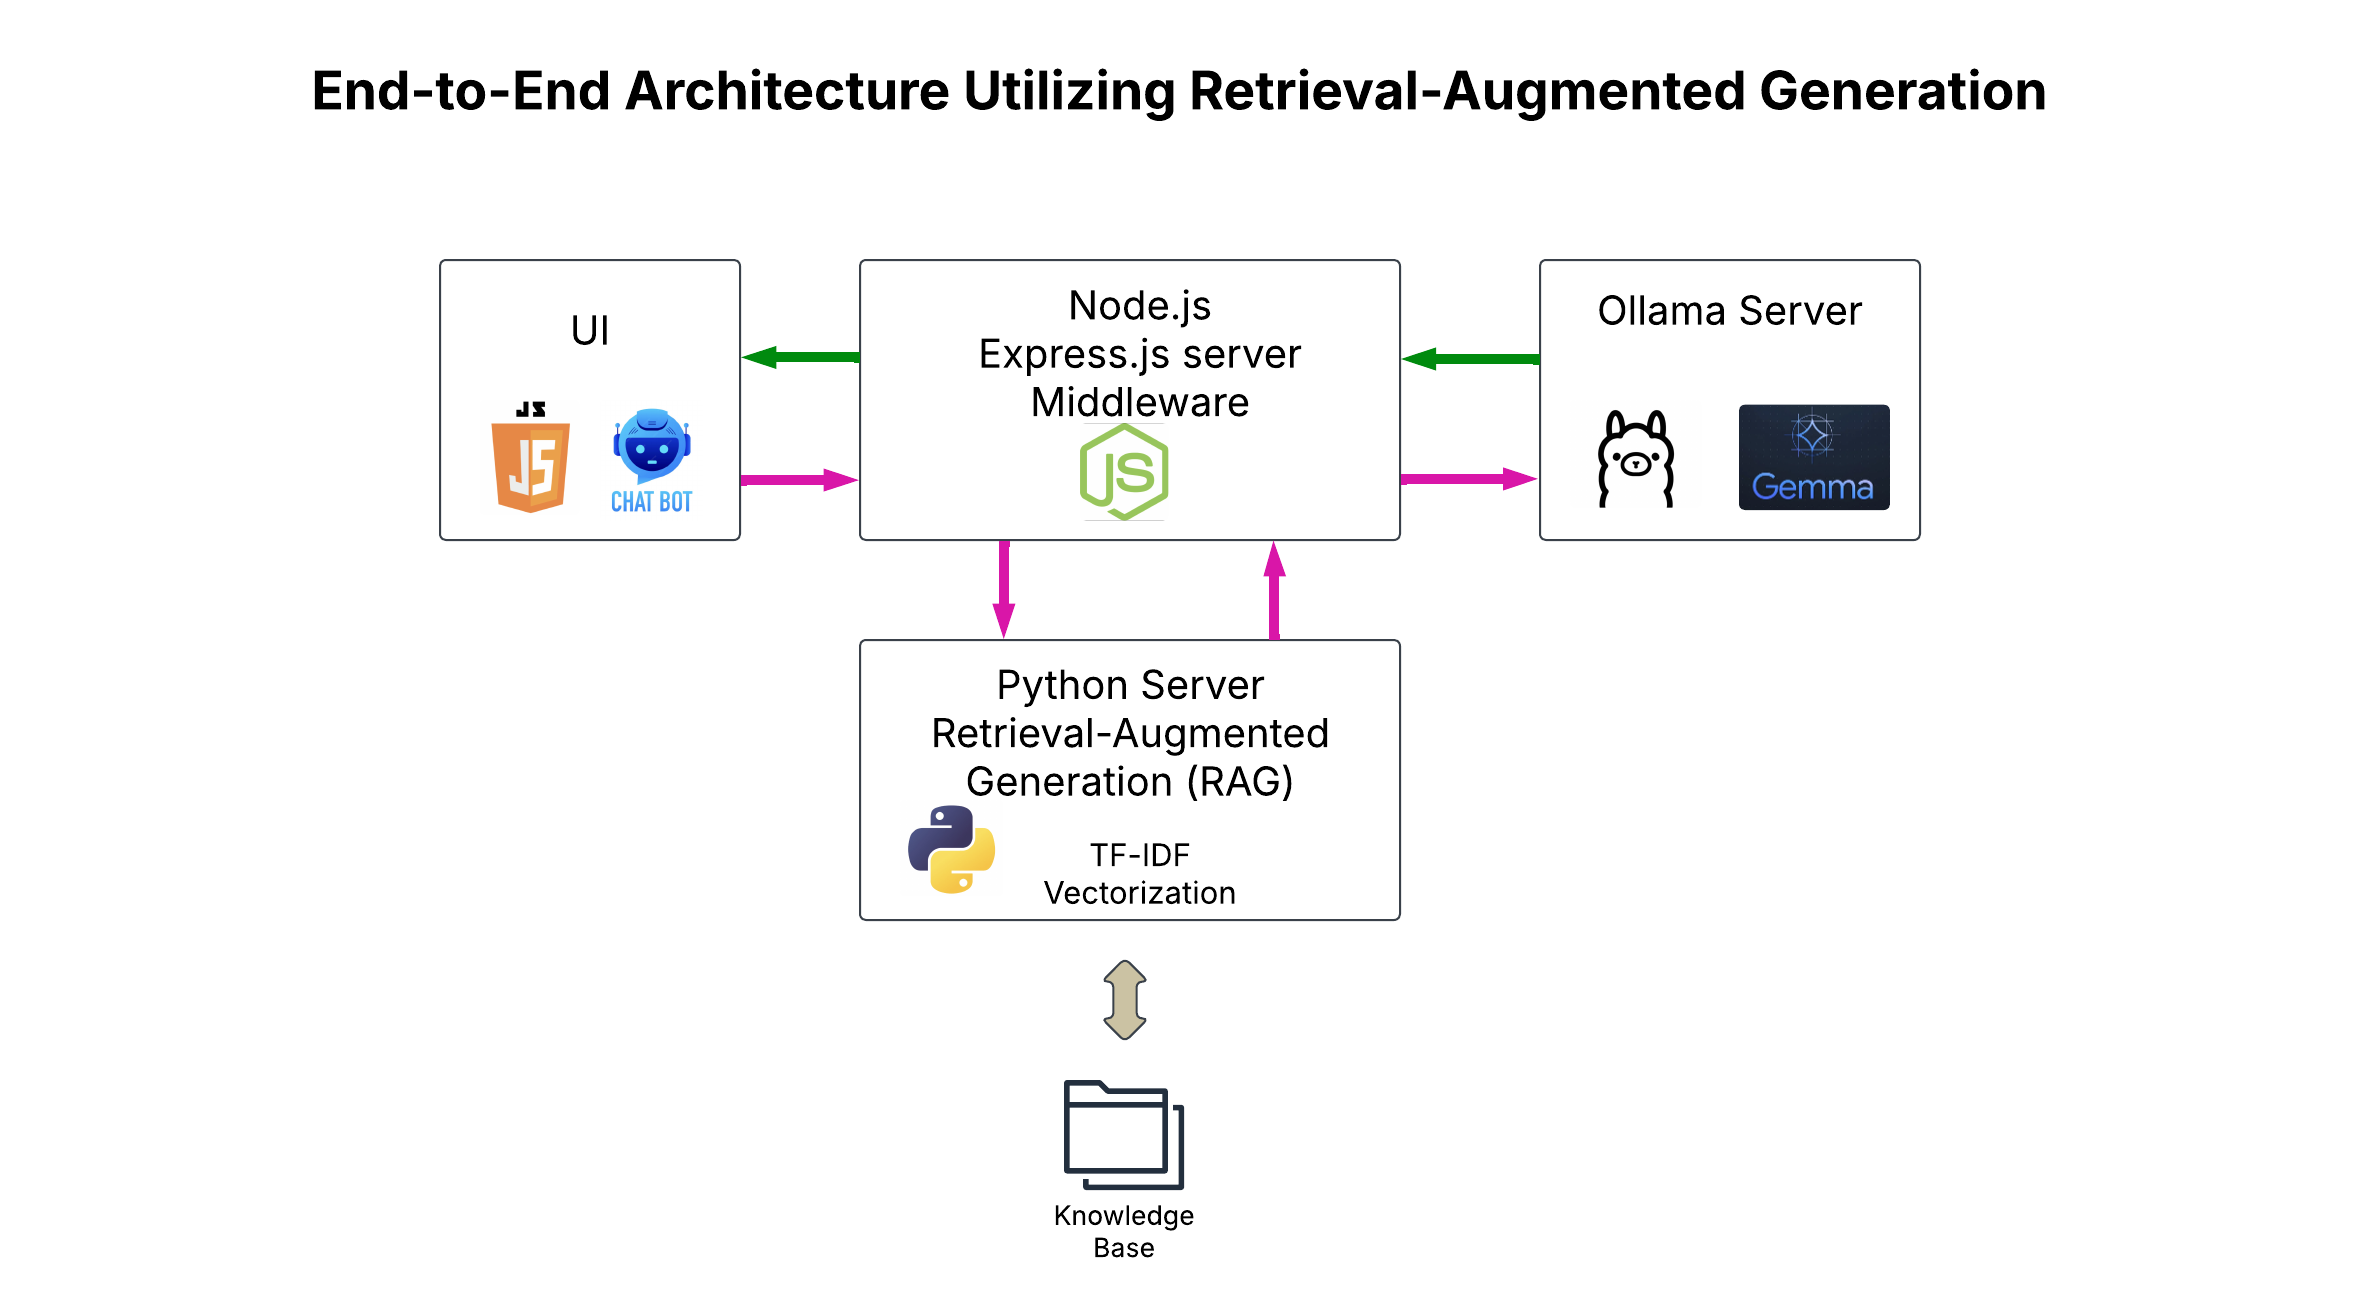 End-to-End Architecture Utilizing Retrieval-Augmented Generation
UI
JS
JS
CHAT BOT
Node.js
Express.js server
Middleware
JS
Ollama Server
Gemma
Python Server
Retrieval-Augmented
Generation (RAG)
TF-IDF
Vectorization
Knowledge
Base